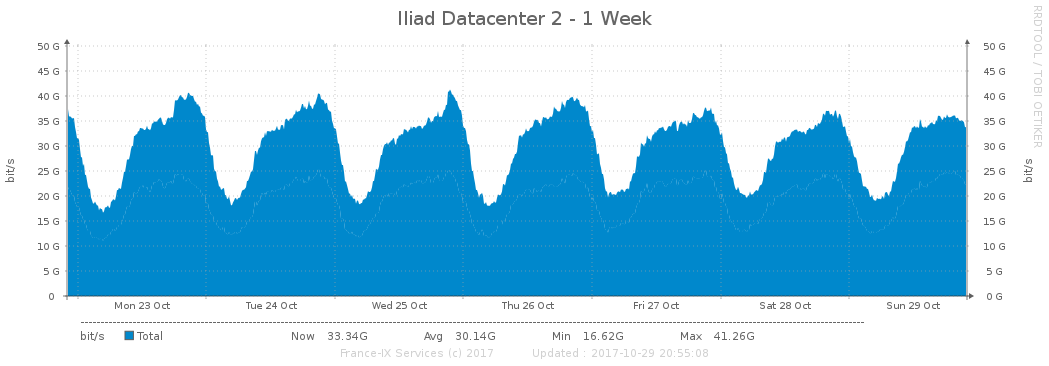 Iliad Datacenter 2 - 1 Week
RRDTOOL / TOBI OETIKER
50 G 50 G
45 G 45 G
40 G 40 G
35 G 35 G
30 G 30 G
25 G 25 G
20 G 20 G
15 G 15 G
10 G 10 G
5 G 5 G
0 0 G
bit/s bit/s
Mon 23 Oct Tue 24 Oct Wed 25 Oct Thu 26 Oct Fri 27 Oct Sat 28 Oct Sun 29 Oct
bit/s Total Now 33.34G Avg 30.14G Min 16.62G Max 41.26G
France-IX Services (c) 2017 Updated : 2017-10-29 20:55:08